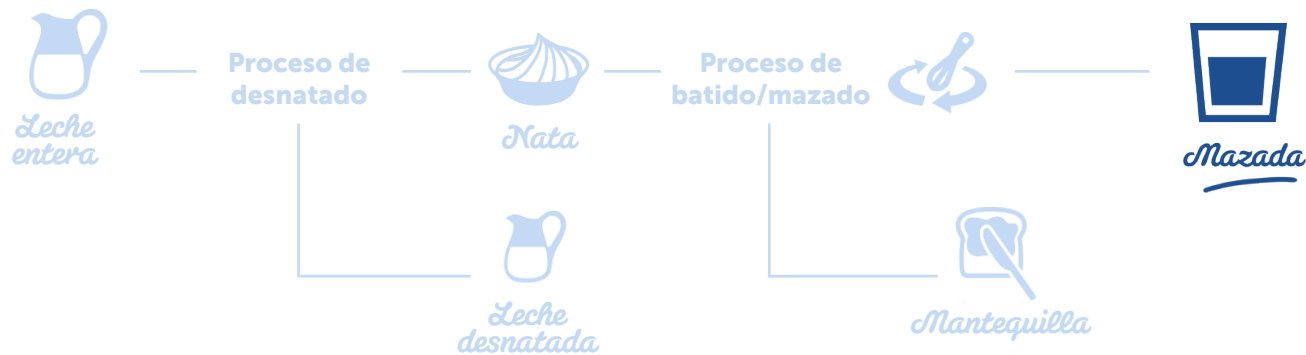 Leche
entera
Proceso de
desnatado
Nata
Proceso de
batido/mazado
Mazada
Leche
desnatada
Mantequilla